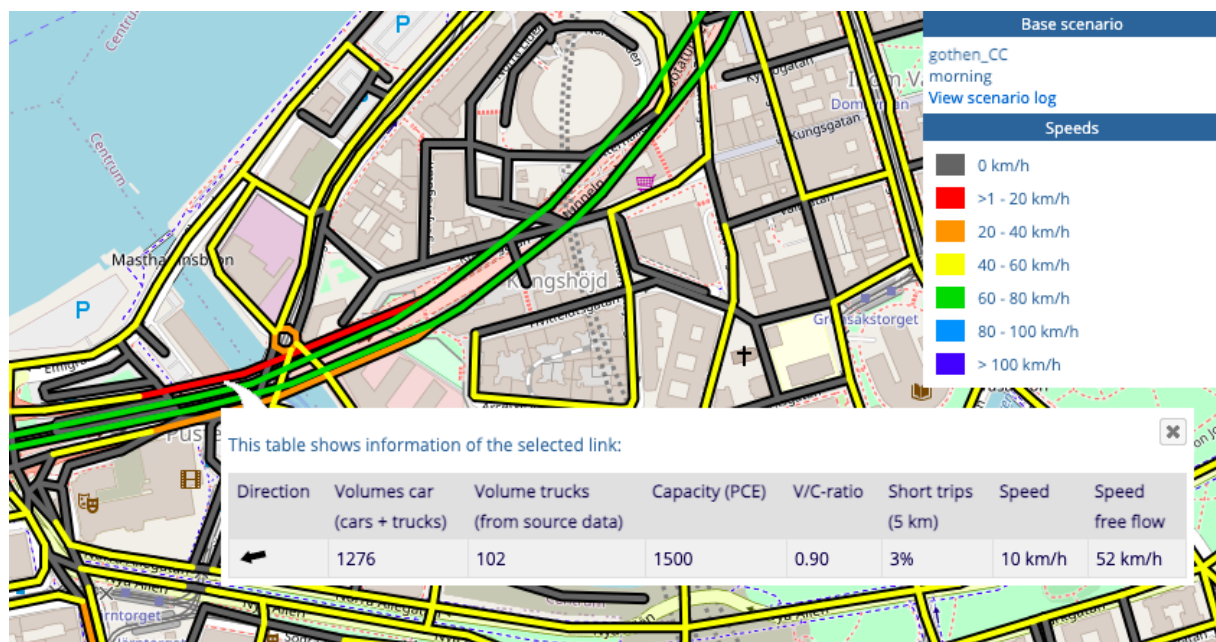 Base scenario
gothen_CC
morning
View scenario log
Speeds
0 km/h
>1 - 20 km/h
20 - 40 km/h
40 - 60 km/h
60 - 80 km/h
80 - 100 km/h
> 100 km/h
P
Centrum
Centrum
Kungsgatan
Kungshöjd
P
This table shows information of the selected link:
Direction
Volumes car
(cars + trucks)
Volume trucks
(from source data)
Capacity (PCE)
V/C-ratio
Short trips
(5 km)
Speed
Speed
free flow
1276
102
1500
0.90
3%
10 km/h
52 km/h